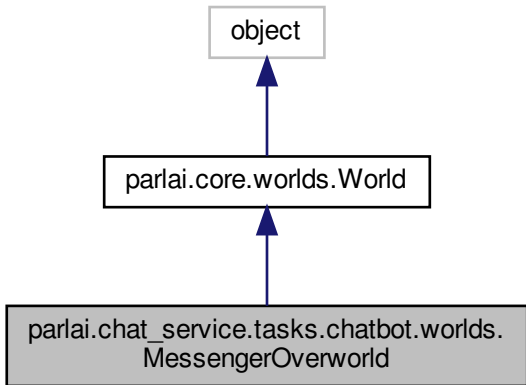 object
parlai.core.worlds.World
parlai.chat_service.tasks.chatbot.worlds.
MessengerOverworld